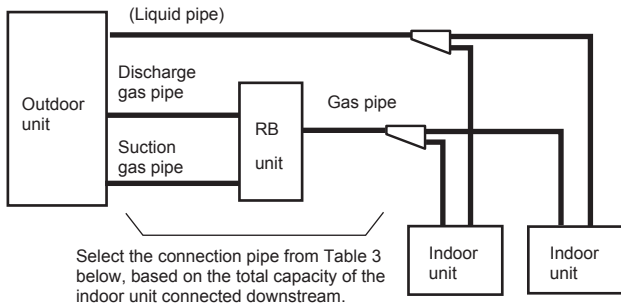 (Liquid pipe)
Discharge
gas pipe
Outdoor
unit
Gas pipe
RB
unit
Suction
gas pipe
Select the connection pipe from Table 3
below, based on the total capacity of the
indoor unit connected downstream.
Indoor
unit
Indoor
unit